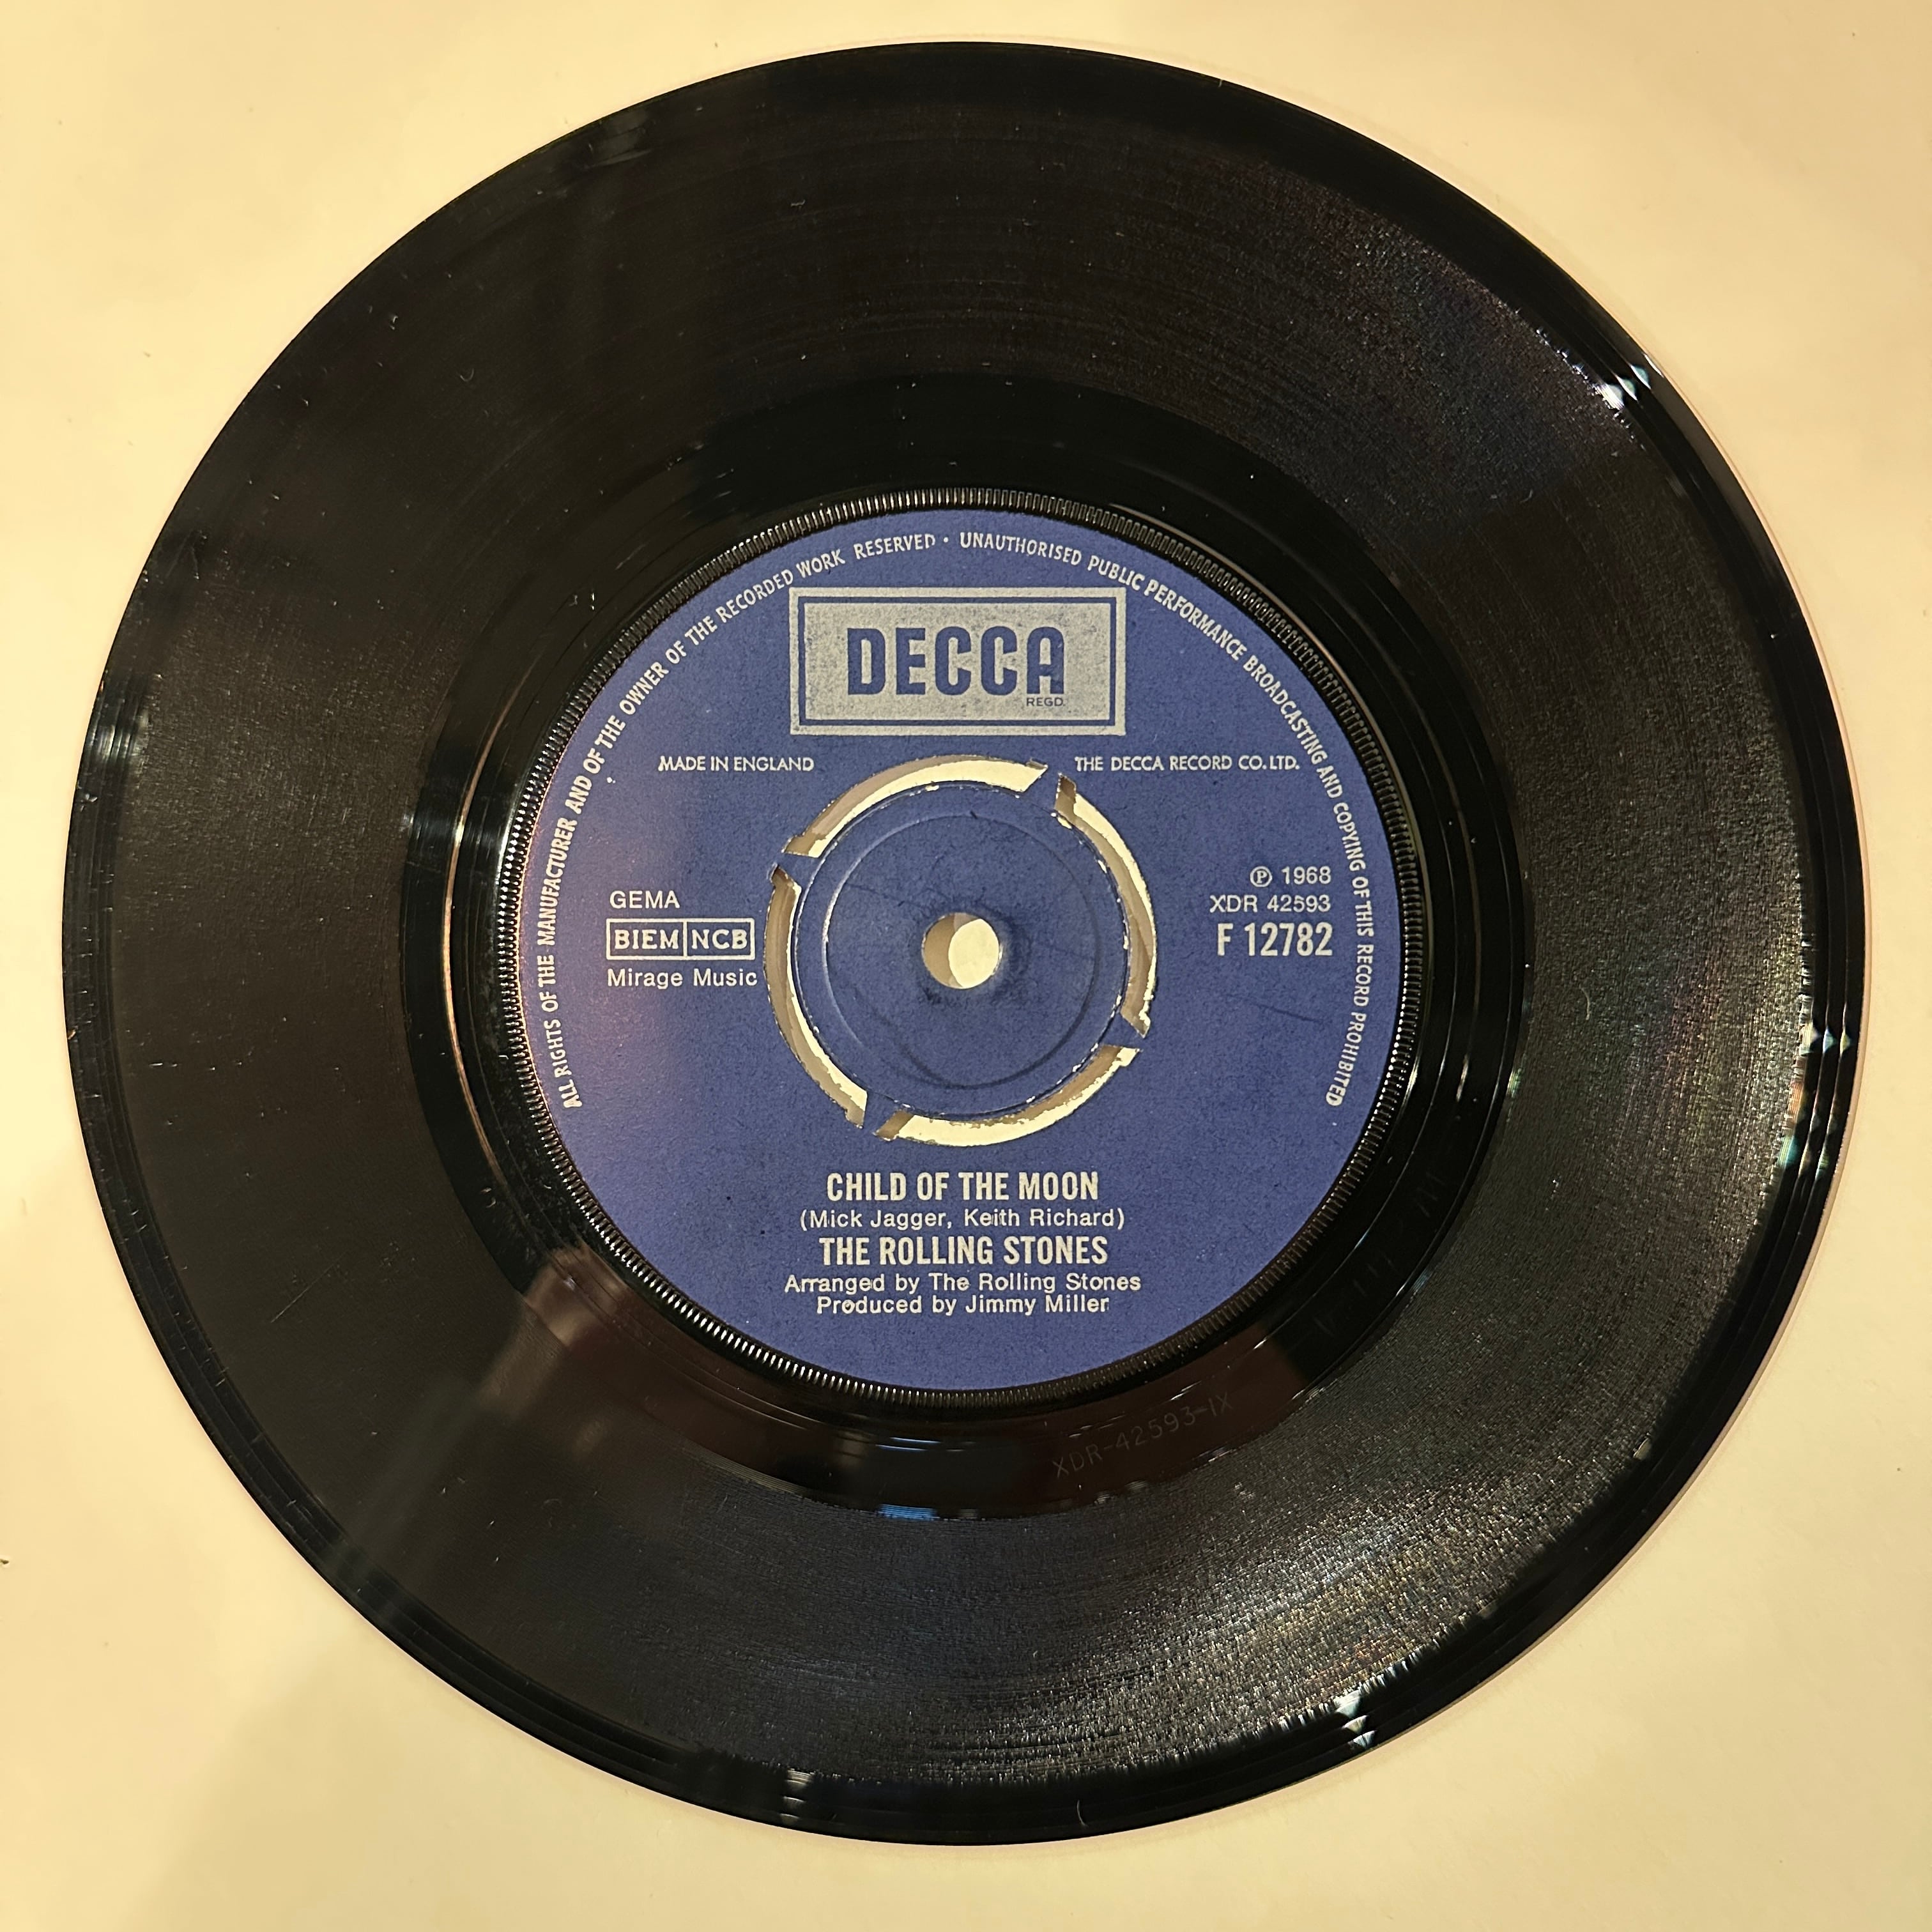 ALL RIGHTS OF THE MANUFACTURER AND OF THE OWNER OF THE RECORDED WORK RESERVED • UNAUTHORISED PUBLIC PERFORMANCE BROADCASTING AND COPYING OF THIS RECORD PROHIBITED
DECCA
REGD.
MADE IN ENGLAND
THE DECCA RECORD CO. LTD.
GEMA
BIEM NCB
Mirage Music
℗ 1968
XDR 42593
F 12782
CHILD OF THE MOON
(Mick Jagger, Keith Richard)
THE ROLLING STONES
Arranged by The Rolling Stones
Produced by Jimmy Miller
XDR-42593-1X